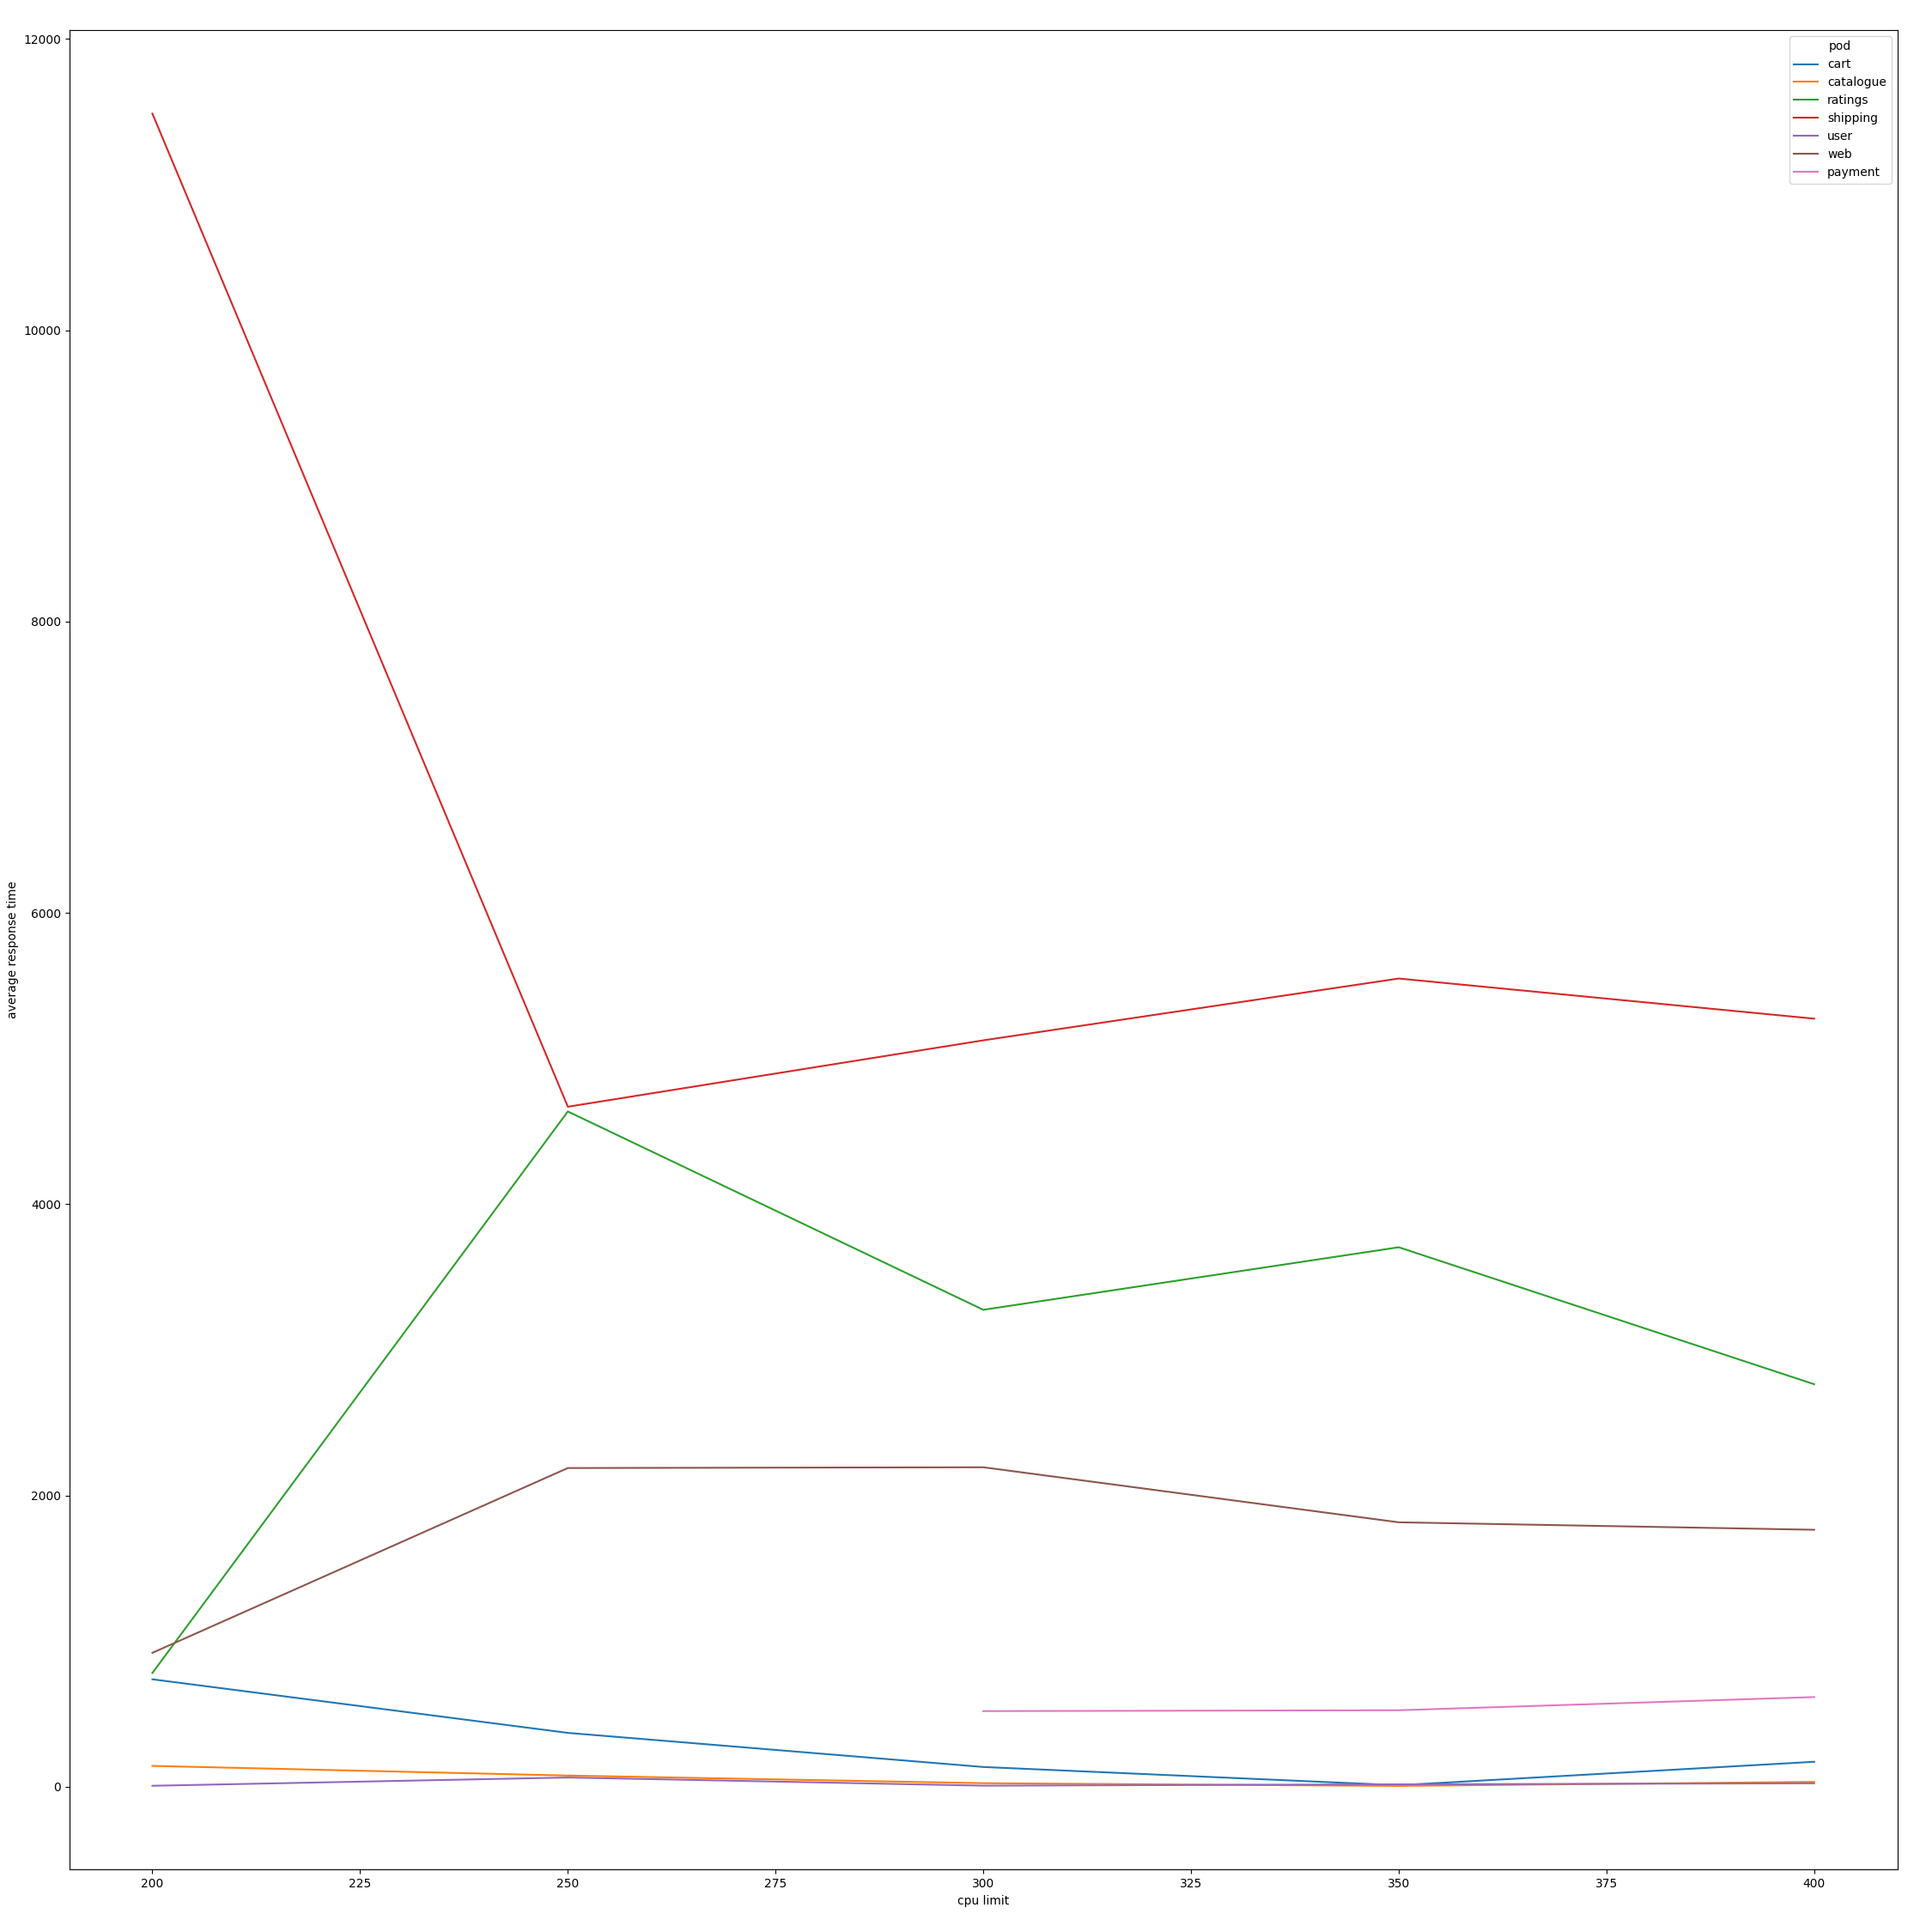 12000
10000
8000
6000
4000
2000
0
average response time
200
225
250
275
300
325
350
375
400
cpu limit
pod
cart
catalogue
ratings
shipping
user
web
payment